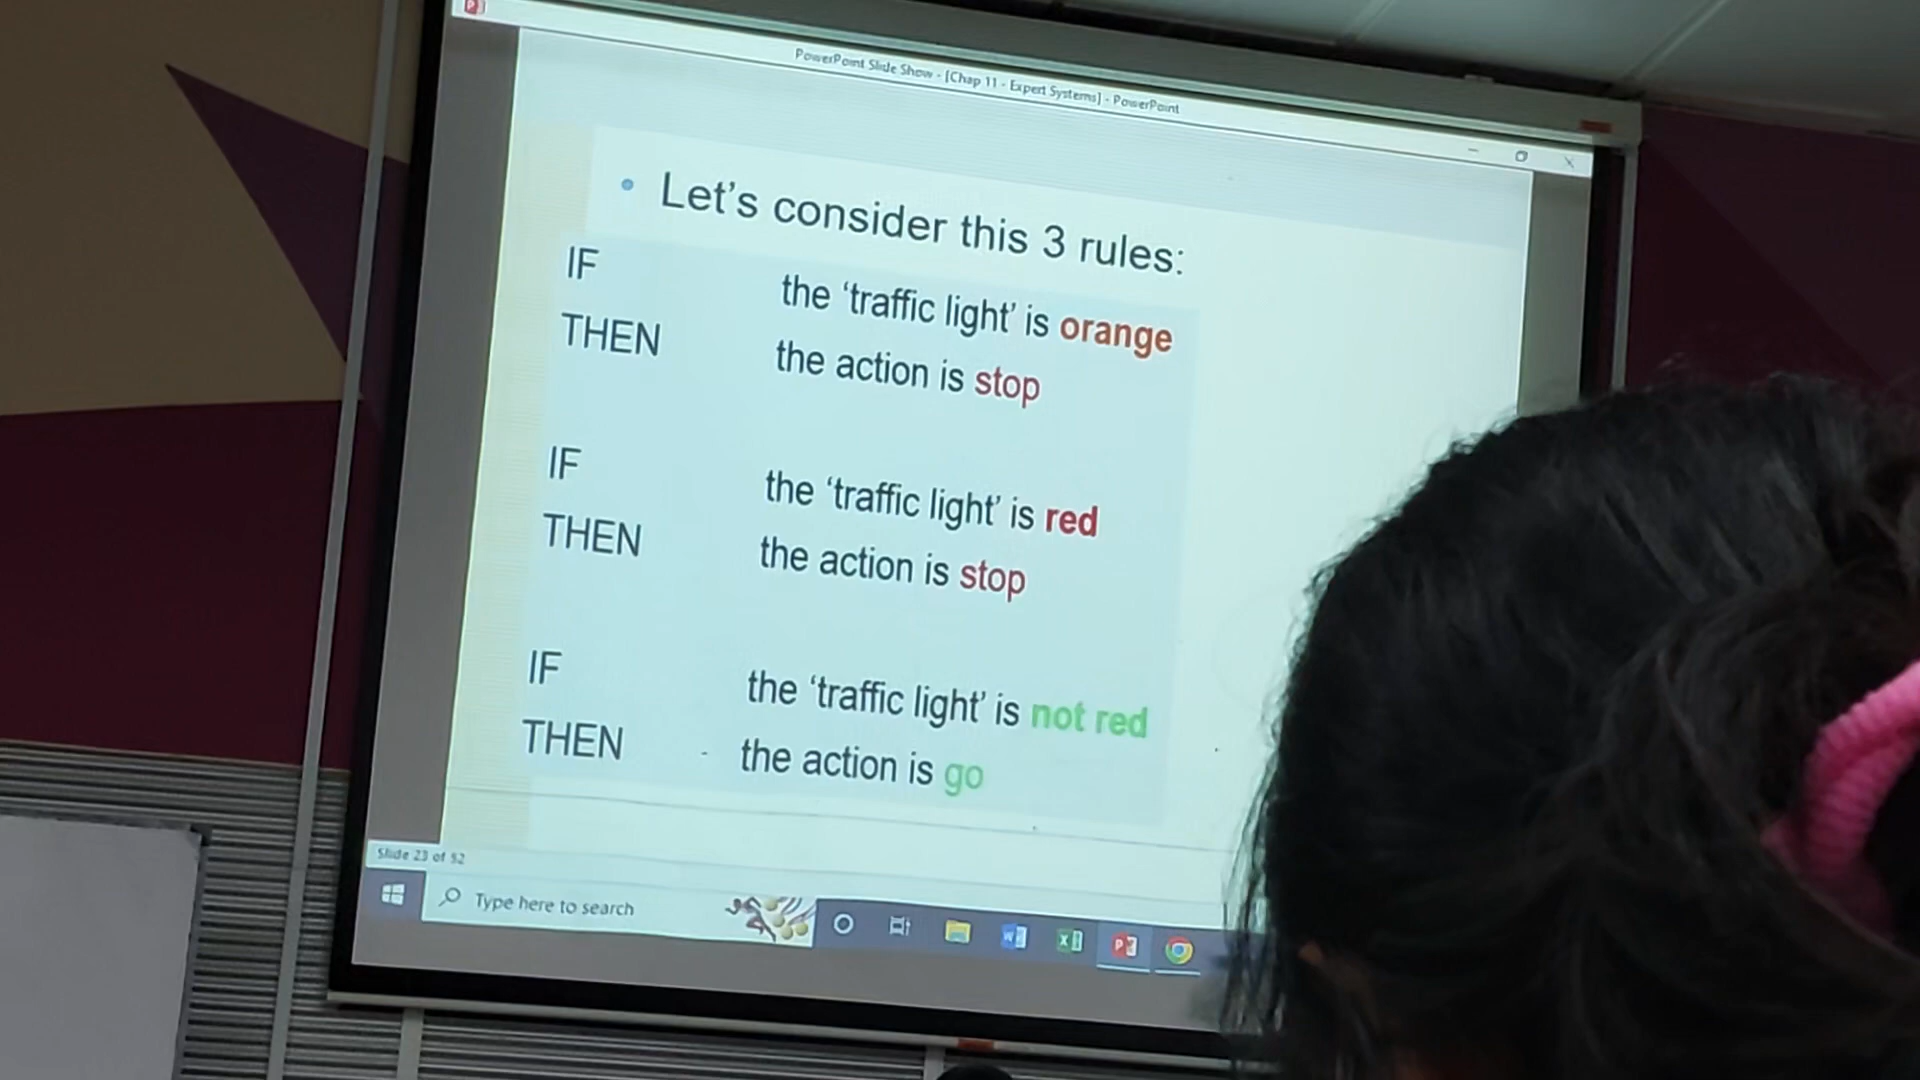 PowerPoint Slide Show - [Chap 11 - Expert Systems] - PowerPoint
• Let's consider this 3 rules:
IF the 'traffic light' is orange
THEN the action is stop
IF the 'traffic light' is red
THEN the action is stop
IF the 'traffic light' is not red
THEN the action is go
Slide 23 of 52
Type here to search